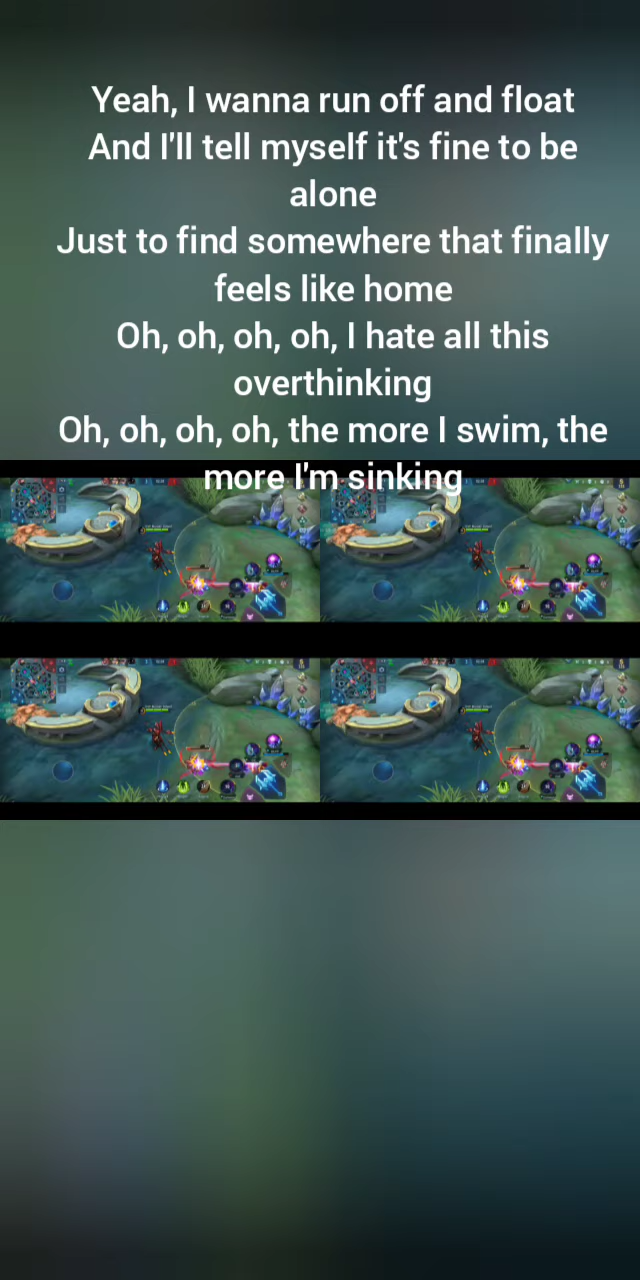 Yeah, I wanna run off and float
And I'll tell myself it's fine to be
alone
Just to find somewhere that finally
feels like home
Oh, oh, oh, oh, I hate all this
overthinking
Oh, oh, oh, oh, the more I swim, the
more I'm sinking